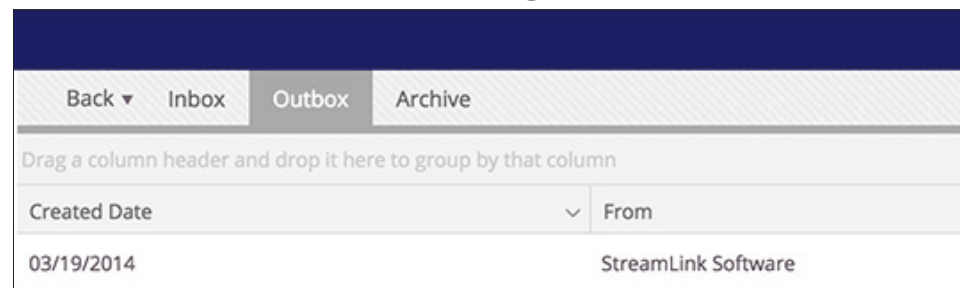 Back Inbox Outbox Archive
Drag a column header and drop it here to group by that column
Created Date From
03/19/2014 StreamLink Software